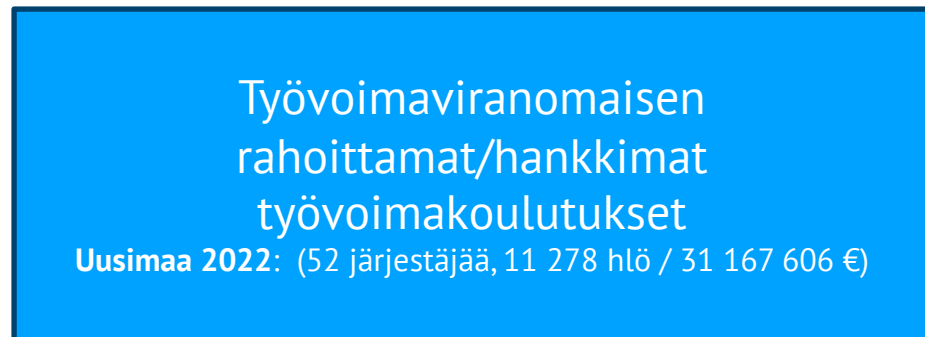 Työvoimaviranomaisen
rahoittamat/hankkimat
työvoimakoulutukset
Uusimaa 2022:  (52 järjestäjää, 11 278 hlö / 31 167 606 €)